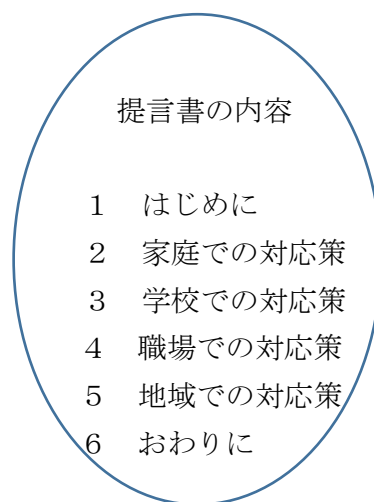 提言書の内容
１　はじめに
２　家庭での対応策
３　学校での対応策
４　職場での対応策
５　地域での対応策
６　おわりに